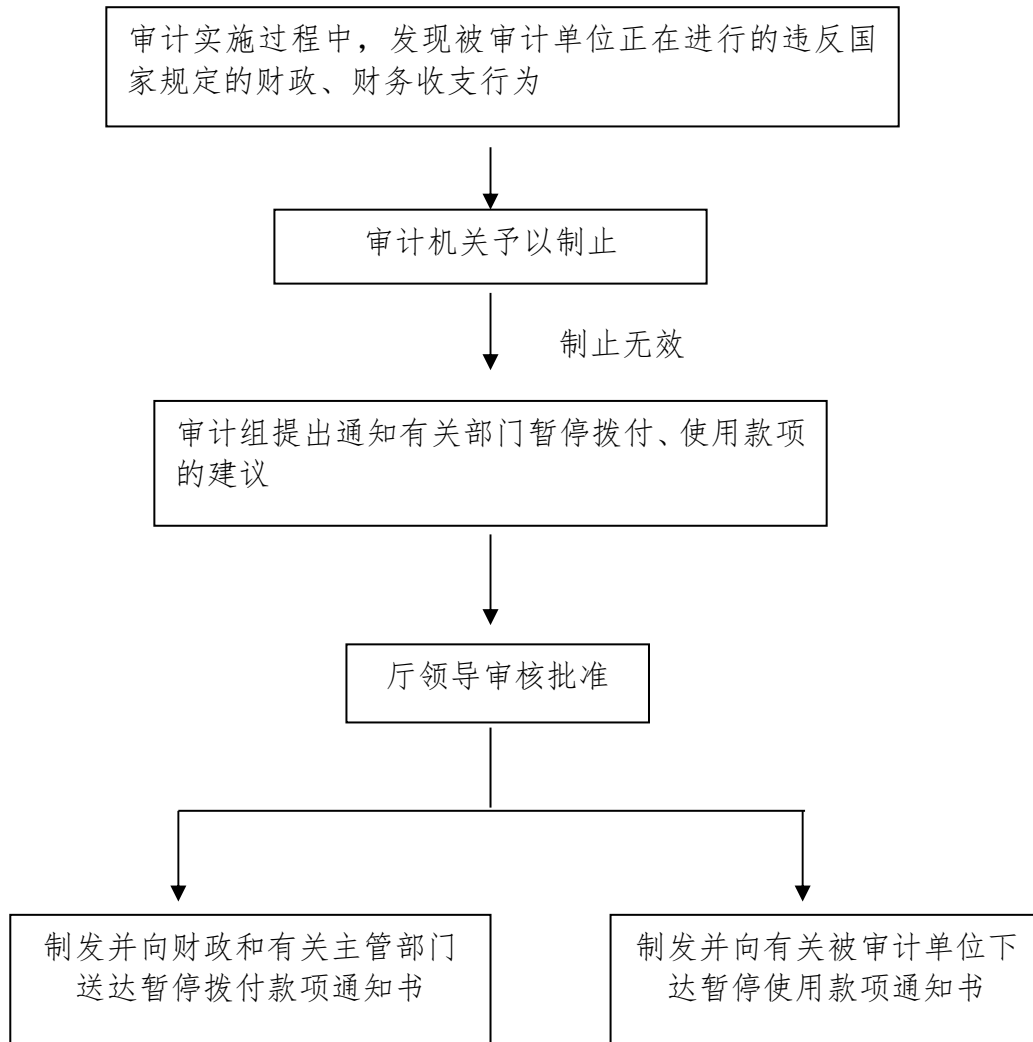 审计实施过程中，发现被审计单位正在进行的违反国
家规定的财政、财务收支行为
审计机关予以制止
制止无效
审计组提出通知有关部门暂停拨付、使用款项
的建议
厅领导审核批准
制发并向财政和有关主管部门
送达暂停拨付款项通知书
制发并向有关被审计单位下
达暂停使用款项通知书